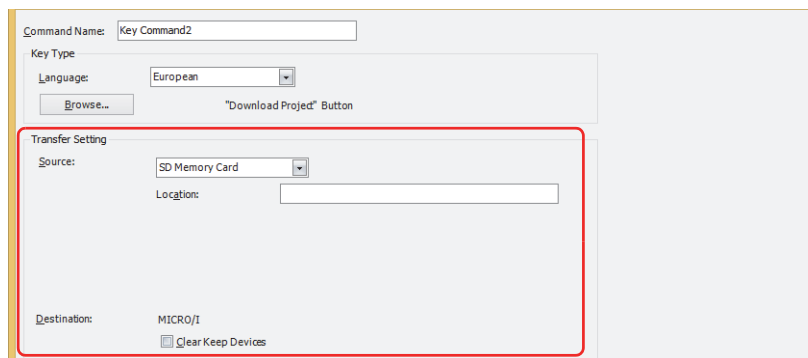 Command Name: Key Command2
Key Type
Language: European
Browse... "Download Project" Button
Transfer Setting
Source: SD Memory Card
Location:
Destination: MICRO/I
Clear Keep Devices